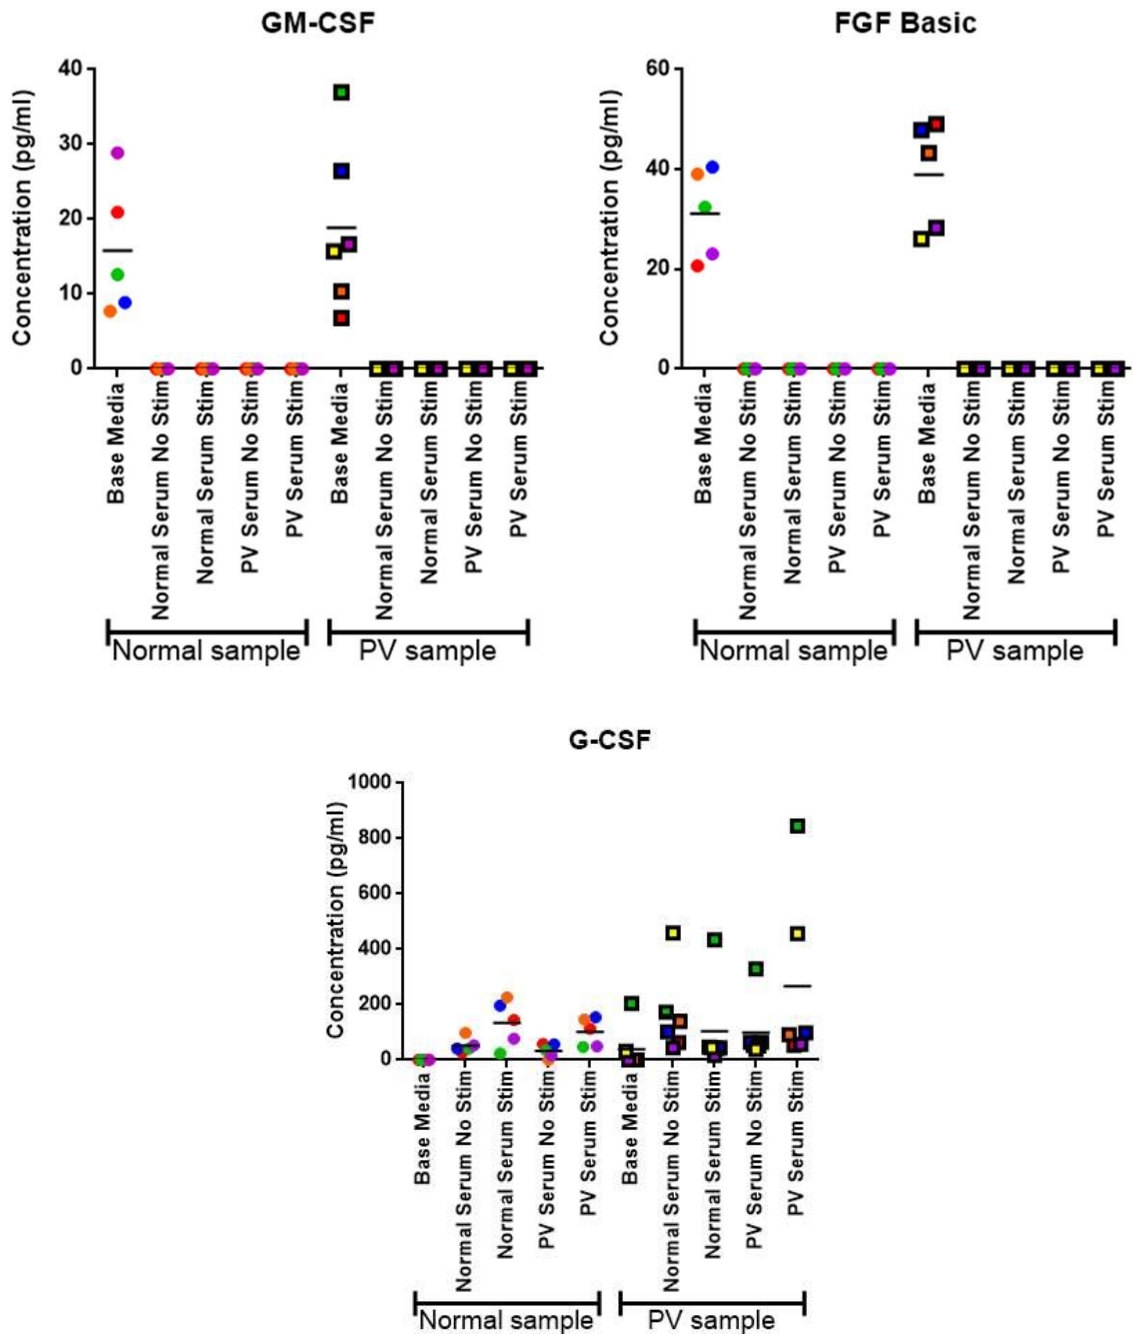 GM-CSF
Concentration (pg/ml)
40
30
20
10
0
Base Media
Normal Serum No Stim
Normal Serum Stim
PV Serum No Stim
PV Serum Stim
Base Media
Normal Serum No Stim
Normal Serum Stim
PV Serum No Stim
PV Serum Stim
Normal sample
PV sample
FGF Basic
Concentration (pg/ml)
60
40
20
0
Base Media
Normal Serum No Stim
Normal Serum Stim
PV Serum No Stim
PV Serum Stim
Base Media
Normal Serum No Stim
Normal Serum Stim
PV Serum No Stim
PV Serum Stim
Normal sample
PV sample
G-CSF
Concentration (pg/ml)
1000
800
600
400
200
0
Base Media
Normal Serum No Stim
Normal Serum Stim
PV Serum No Stim
PV Serum Stim
Base Media
Normal Serum No Stim
Normal Serum Stim
PV Serum No Stim
PV Serum Stim
Normal sample
PV sample